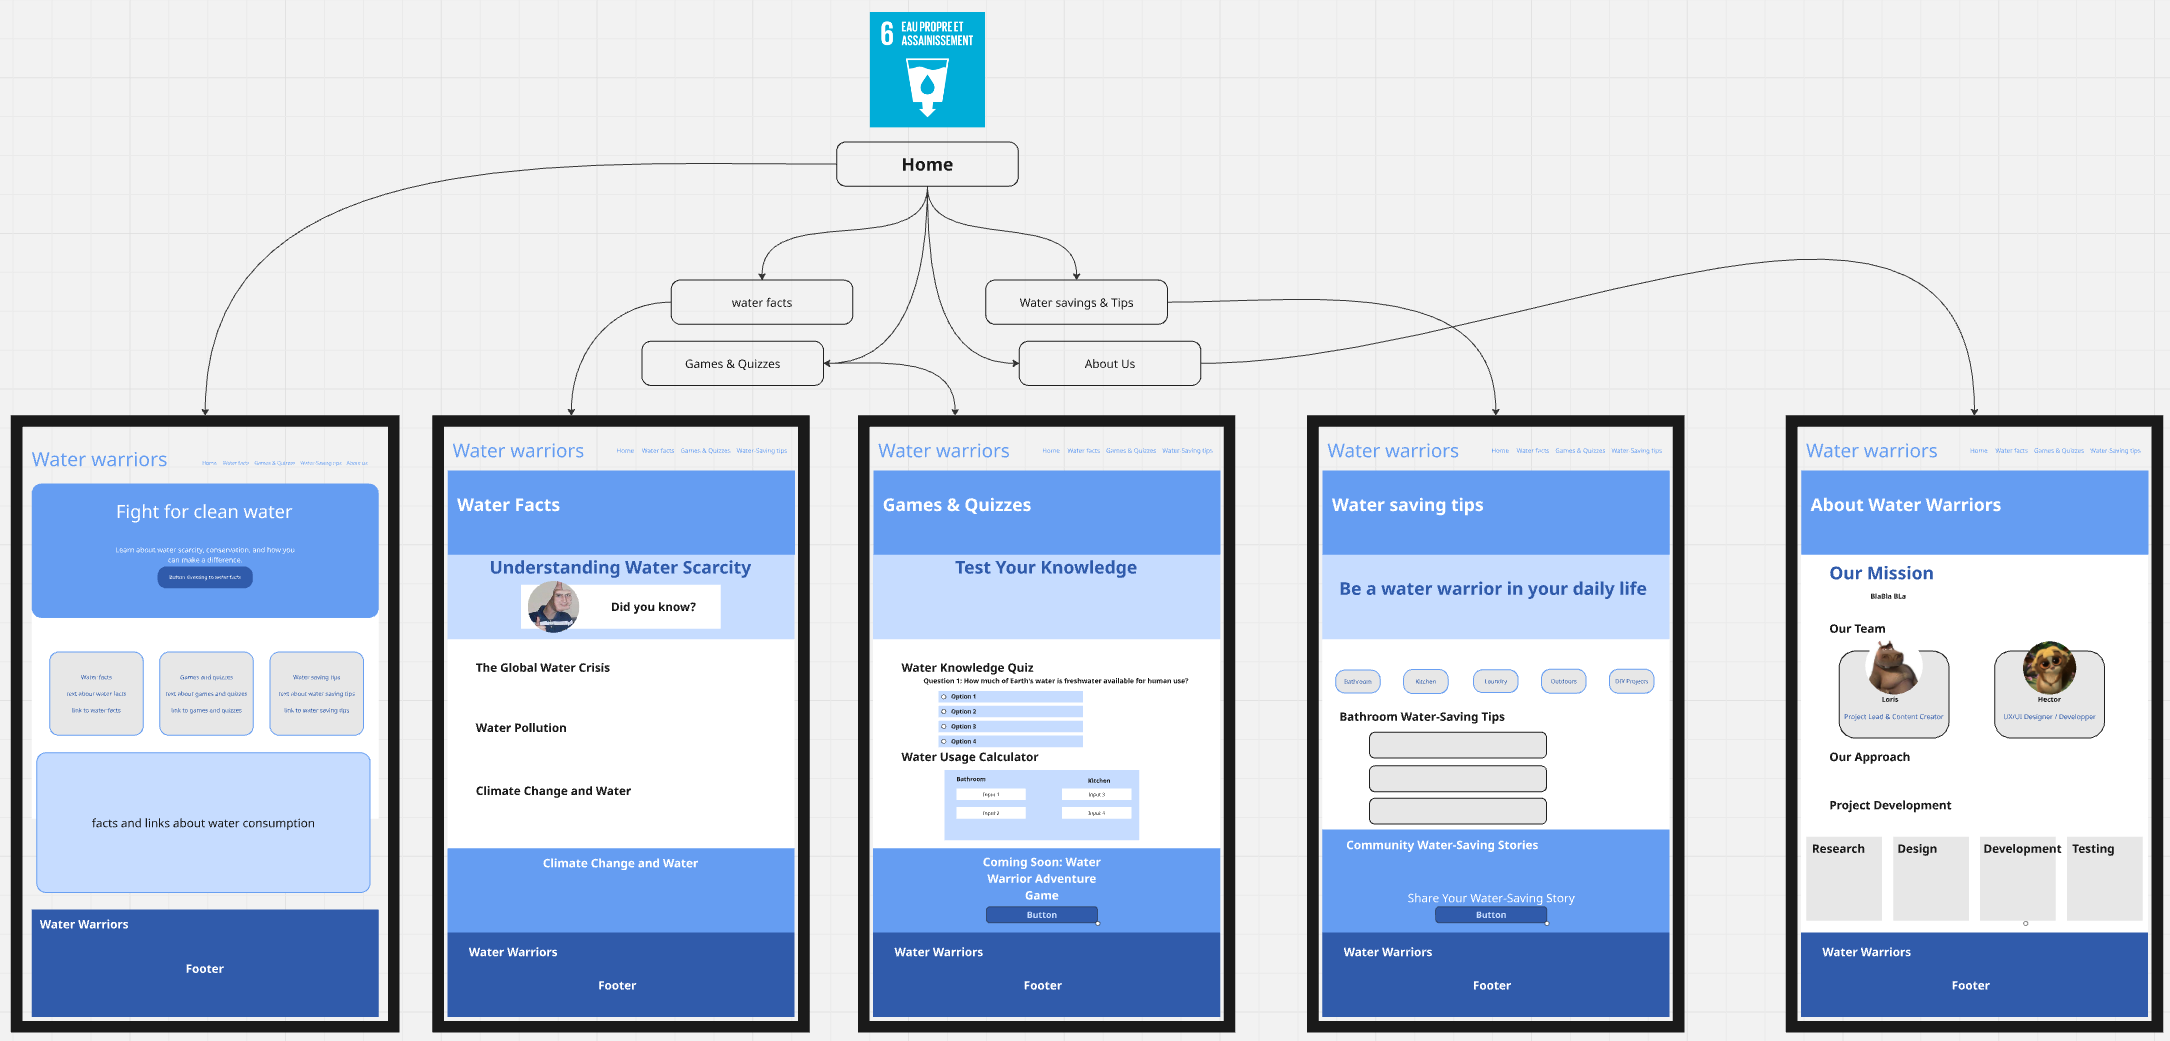 6 EAU PROPRE ET
ASSAINISSEMENT
Home
water facts
Water savings & Tips
Games & Quizzes
About Us
Water warriors
Home Water facts Games & Quizzes Water Saving tips About us
Fight for clean water
Learn about water scarcity, conservation, and how you
can make a difference.
Button directing to water facts
Water facts
text about water facts
link to water facts
Games and quizzes
text about games and quizzes
link to games and quizzes
Water saving tips
text about water saving tips
link to water saving tips
facts and links about water consumption
Water Warriors
Footer
Water warriors
Home Water facts Games & Quizzes Water-Saving tips
Water Facts
Understanding Water Scarcity
Did you know?
The Global Water Crisis
Water Pollution
Climate Change and Water
Climate Change and Water
Water Warriors
Footer
Water warriors
Home Water facts Games & Quizzes Water Saving tips
Games & Quizzes
Test Your Knowledge
Water Knowledge Quiz
Question 1: How much of Earth's water is freshwater available for human use?
Option 1
Option 2
Option 3
Option 4
Water Usage Calculator
Bathroom
Kitchen
Input 1
Input 3
Input 2
Input 4
Coming Soon: Water
Warrior Adventure
Game
Button
Water Warriors
Footer
Water warriors
Home Water facts Games & Quizzes Water Saving tips
Water saving tips
Be a water warrior in your daily life
Bathroom
Kitchen
Laundry
Outdoors
DIY Projects
Bathroom Water-Saving Tips
Community Water-Saving Stories
Share Your Water-Saving Story
Button
Water Warriors
Footer
Water warriors
Home Water facts Games & Quizzes Water Saving tips
About Water Warriors
Our Mission
BlaBla BLa
Our Team
Loris
Project Lead & Content Creator
Hector
UX/UI Designer / Developper
Our Approach
Project Development
Research
Design
Development
Testing
Water Warriors
Footer